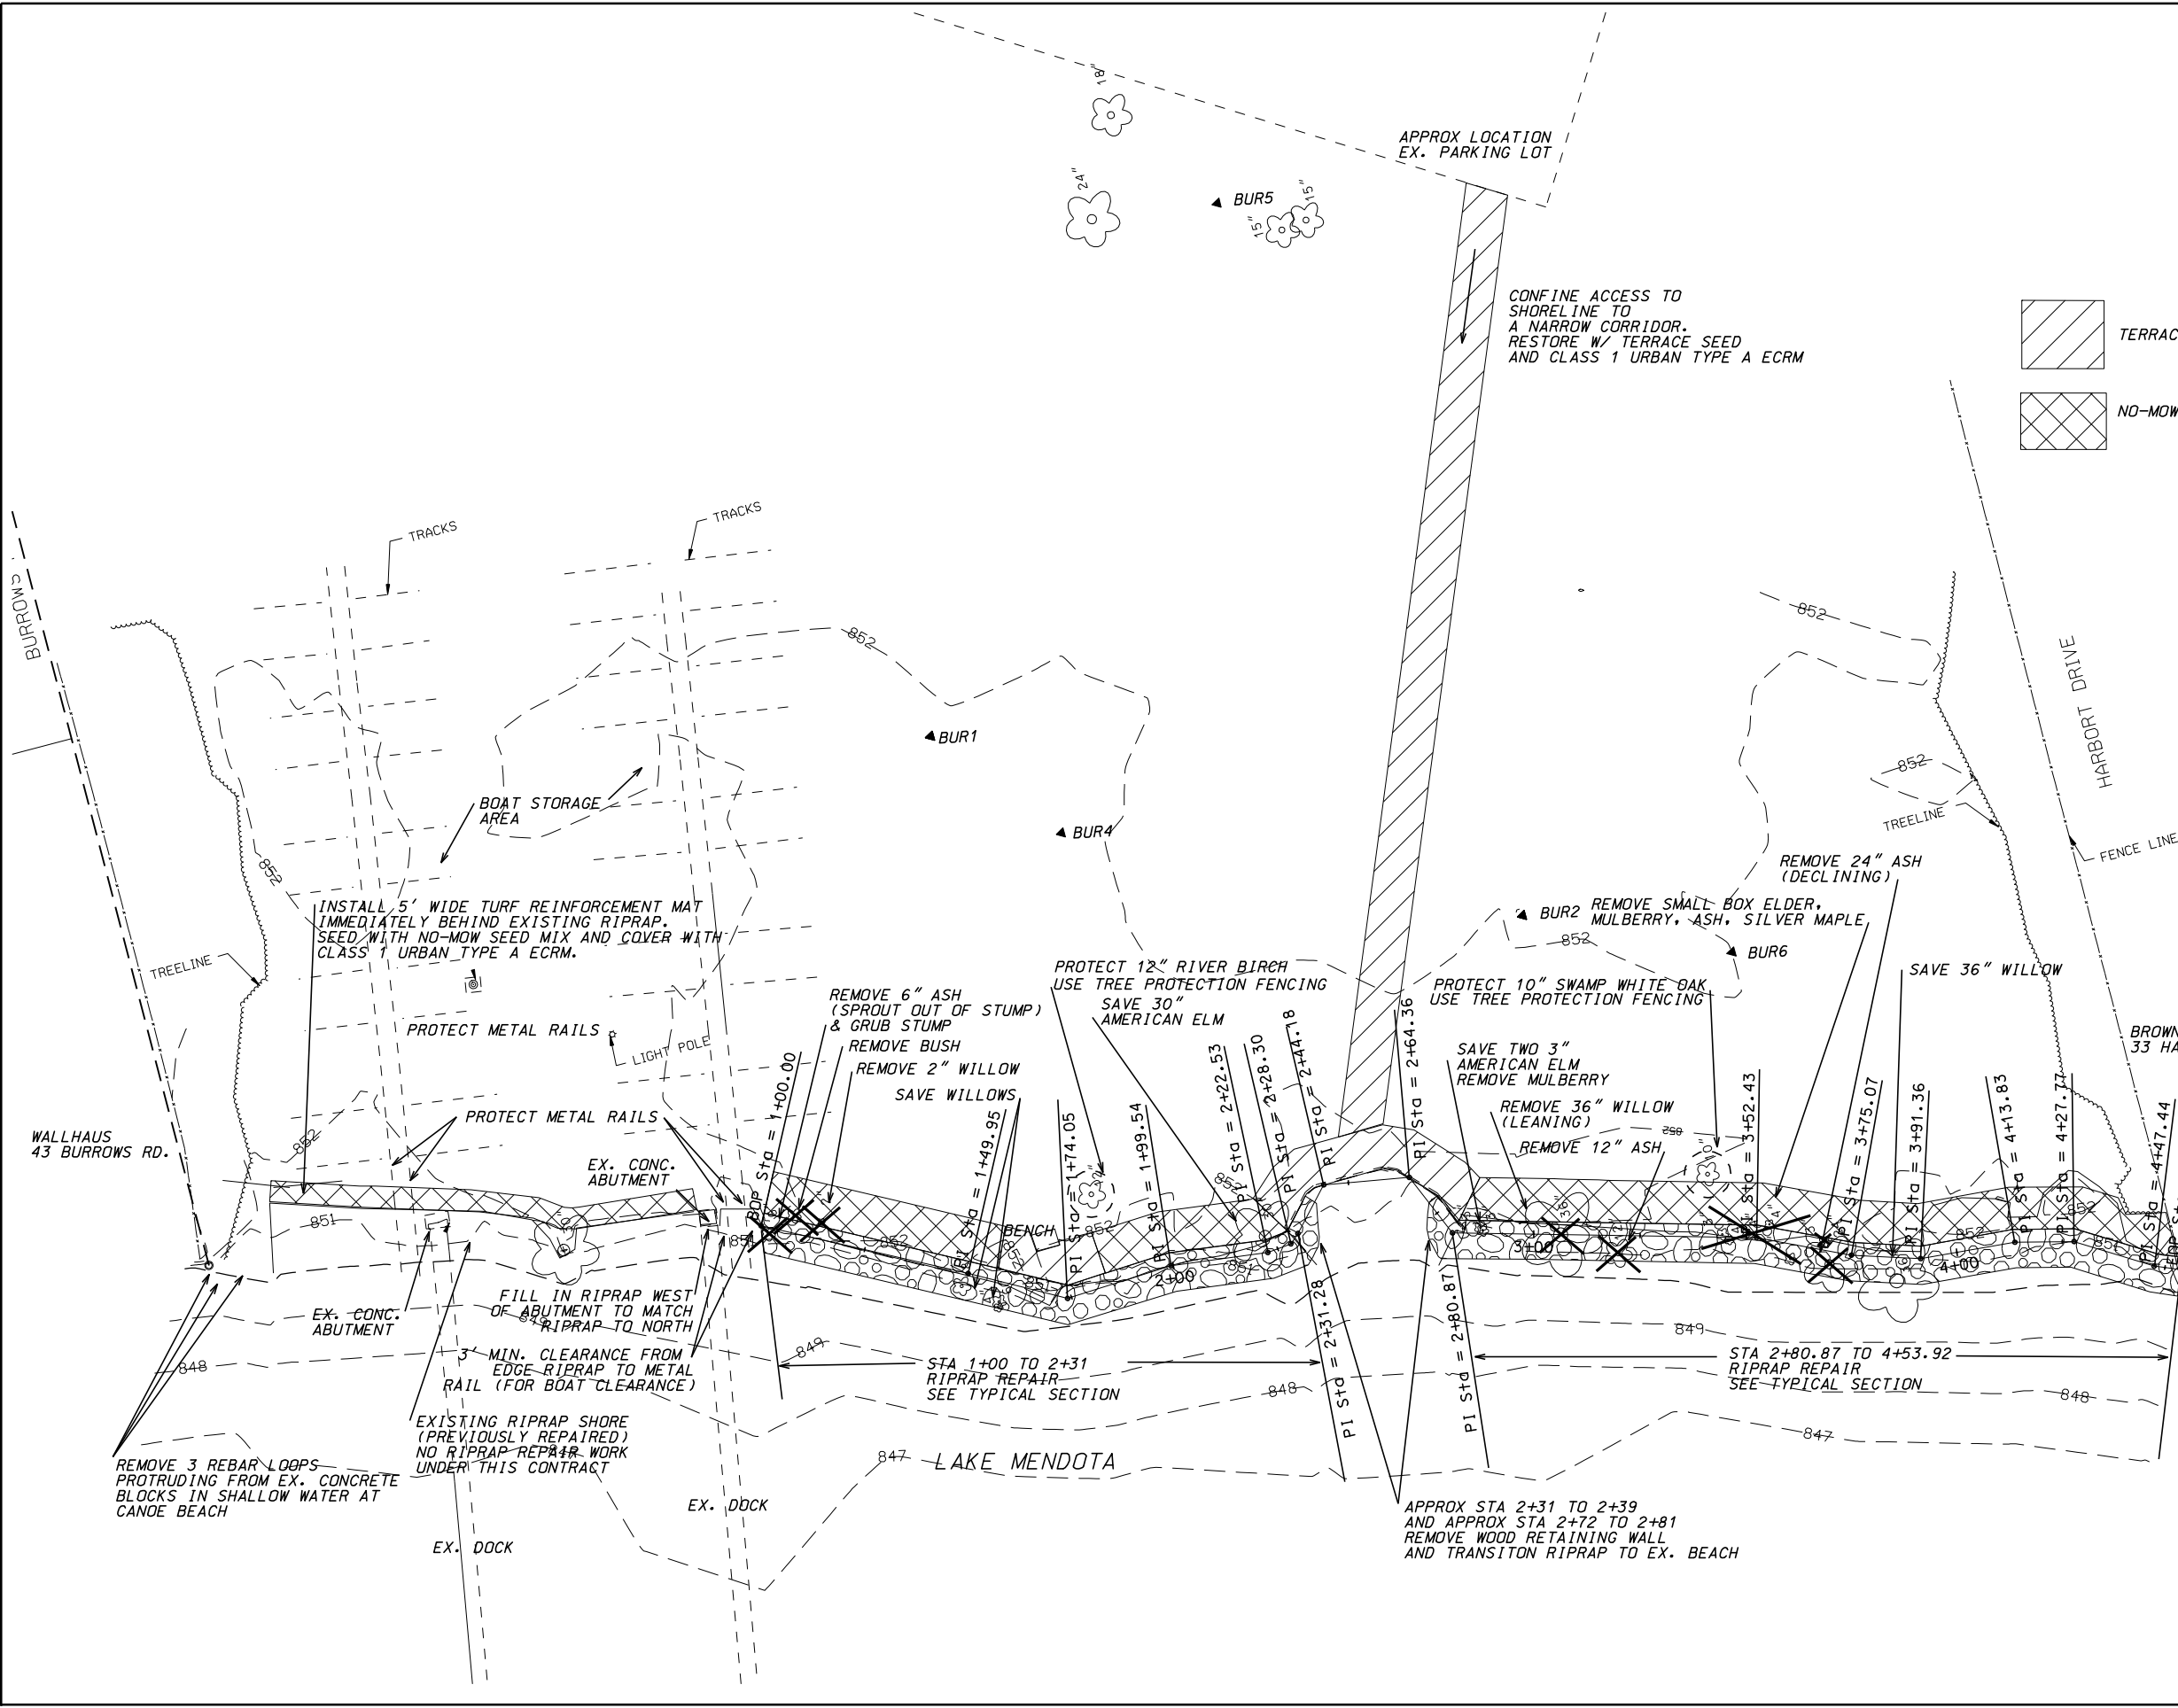 18"
24"
BUR5
15"
15"
APPROX LOCATION
EX. PARKING LOT
CONFINE ACCESS TO
SHORELINE TO
A NARROW CORRIDOR.
RESTORE W/ TERRACE SEED
AND CLASS 1 URBAN TYPE A ECRM
TERRAC
NO-MOW
TRACKS
TRACKS
BURROWS
852
852
852
HARBORT DRIVE
BUR1
BOAT STORAGE
AREA
BUR4
TREELINE
FENCE LINE
852
REMOVE 24" ASH
(DECLINING)
INSTALL 5' WIDE TURF REINFORCEMENT MAT
IMMEDIATELY BEHIND EXISTING RIPRAP.
SEED WITH NO-MOW SEED MIX AND COVER WITH
CLASS 1 URBAN TYPE A ECRM.
BUR2
REMOVE SMALL BOX ELDER,
MULBERRY, ASH, SILVER MAPLE
852
BUR6
TREELINE
PROTECT 12" RIVER BIRCH
USE TREE PROTECTION FENCING
PROTECT 10" SWAMP WHITE OAK
USE TREE PROTECTION FENCING
SAVE 36" WILLOW
REMOVE 6" ASH
(SPROUT OUT OF STUMP)
& GRUB STUMP
SAVE 30"
AMERICAN ELM
PROTECT METAL RAILS
LIGHT POLE
REMOVE BUSH
REMOVE 2" WILLOW
SAVE WILLOWS
SAVE TWO 3"
AMERICAN ELM
REMOVE MULBERRY
BROWN
33 HA
REMOVE 36" WILLOW
(LEANING)
REMOVE 12" ASH
852
PROTECT METAL RAILS
WALLHAUS
43 BURROWS RD.
852
EX. CONC.
ABUTMENT
BOP Sta = 1+00.00
PI Sta = 1+49.95
PI Sta = 1+74.05
PI Sta = 1+99.54
PI Sta = 2+22.53
PI Sta = 2+28.30
PI Sta = 2+44.18
PI Sta = 2+64.36
PI Sta = 3+52.43
PI Sta = 3+75.07
PI Sta = 3+91.36
PI Sta = 4+13.83
PI Sta = 4+27.77
Sta = 4+47.44
12"
10"
851
30"
851
852
BENCH
852
852
851
852
851
36"
12"
24"
852
852
851
2+00
3+00
4+00
FILL IN RIPRAP WEST
OF ABUTMENT TO MATCH
RIPRAP TO NORTH
EX. CONC.
ABUTMENT
849
849
849
848
3' MIN. CLEARANCE FROM
EDGE RIPRAP TO METAL
RAIL (FOR BOAT CLEARANCE)
STA 1+00 TO 2+31
RIPRAP REPAIR
SEE TYPICAL SECTION
848
PI Sta = 2+31.28
PI Sta = 2+80.87
STA 2+80.87 TO 4+53.92
RIPRAP REPAIR
SEE TYPICAL SECTION
848
EXISTING RIPRAP SHORE
(PREVIOUSLY REPAIRED)
NO RIPRAP REPAIR WORK
UNDER THIS CONTRACT
847
847
LAKE MENDOTA
REMOVE 3 REBAR LOOPS
PROTRUDING FROM EX. CONCRETE
BLOCKS IN SHALLOW WATER AT
CANOE BEACH
EX. DOCK
EX. DOCK
APPROX STA 2+31 TO 2+39
AND APPROX STA 2+72 TO 2+81
REMOVE WOOD RETAINING WALL
AND TRANSITON RIPRAP TO EX. BEACH